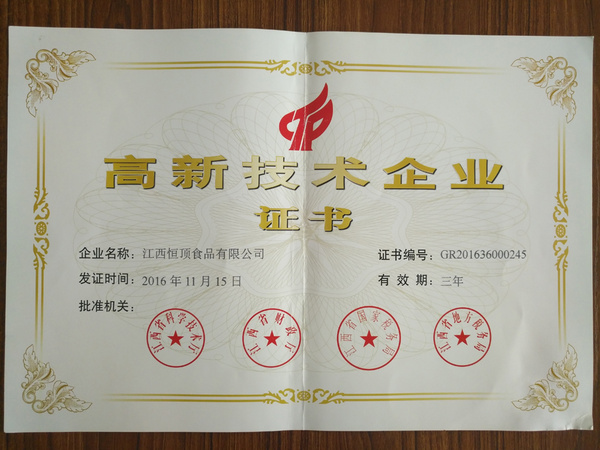 高新技术企业
证书
企业名称：江西恒顶食品有限公司
证书编号：GR201636000245
发证时间：2016年11月15日
有效期：三年
批准机关：
江西省科学技术厅
江西省财政厅
江西省国家税务局
江西省地方税务局